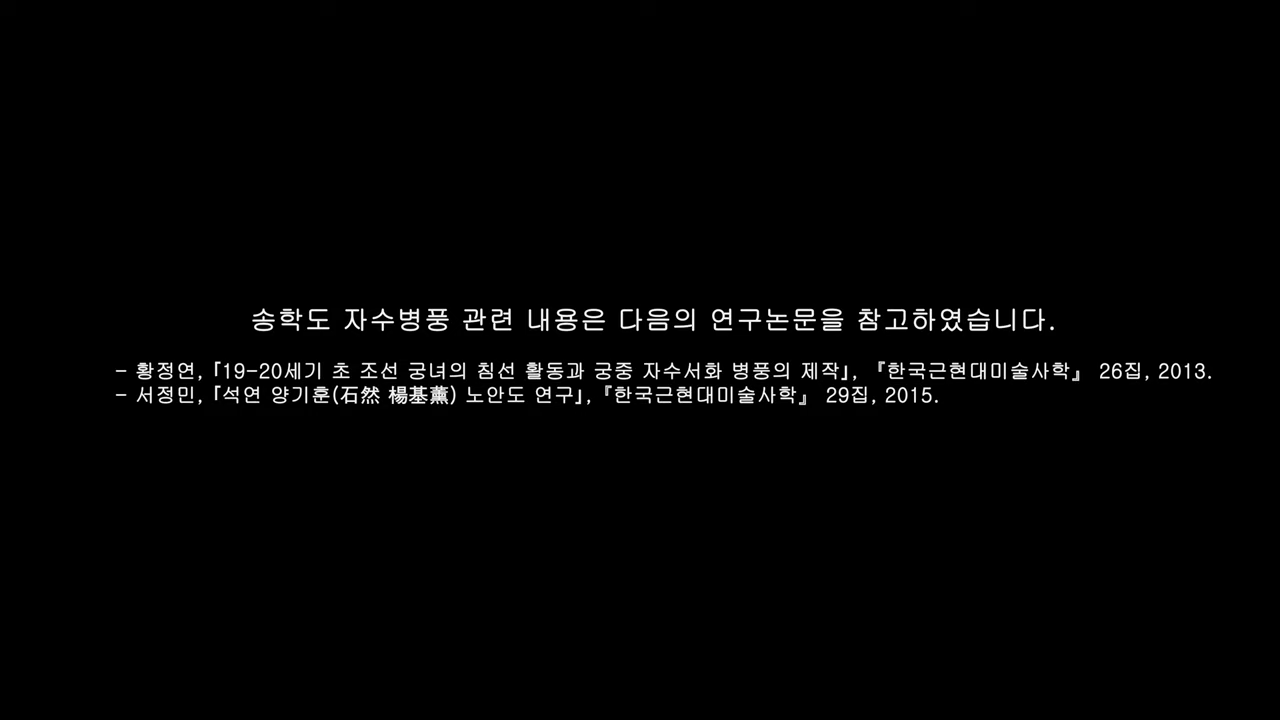 송학도 자수병풍 관련 내용은 다음의 연구논문을 참고하였습니다.
- 황정연, 「19-20세기 초 조선 궁녀의 침선 활동과 궁중 자수서화 병풍의 제작」, 『한국근현대미술사학』 26집, 2013.
- 서정민, 「석연 양기훈(石然 楊基薰) 노안도 연구」, 『한국근현대미술사학』 29집, 2015.